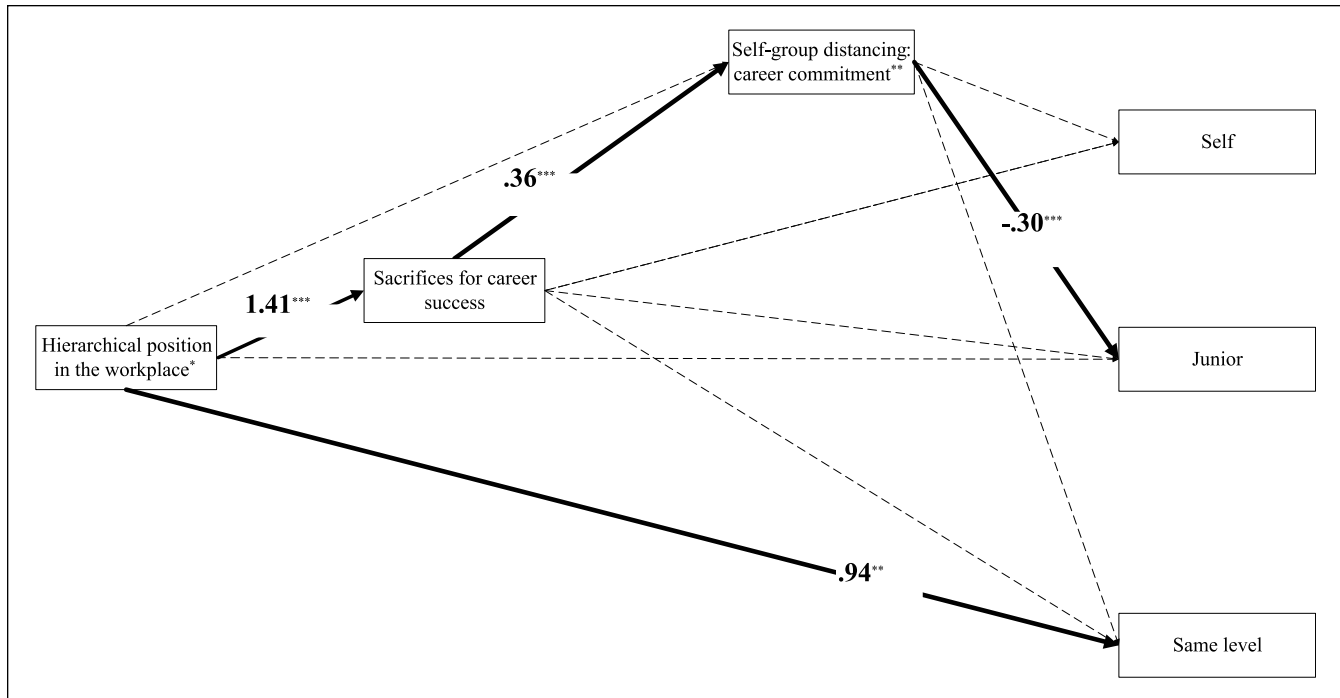 Self-group distancing:
career commitment**
Self
.36***
-.30***
Sacrifices for career
success
1.41***
Hierarchical position
in the workplace*
Junior
.94**
Same level